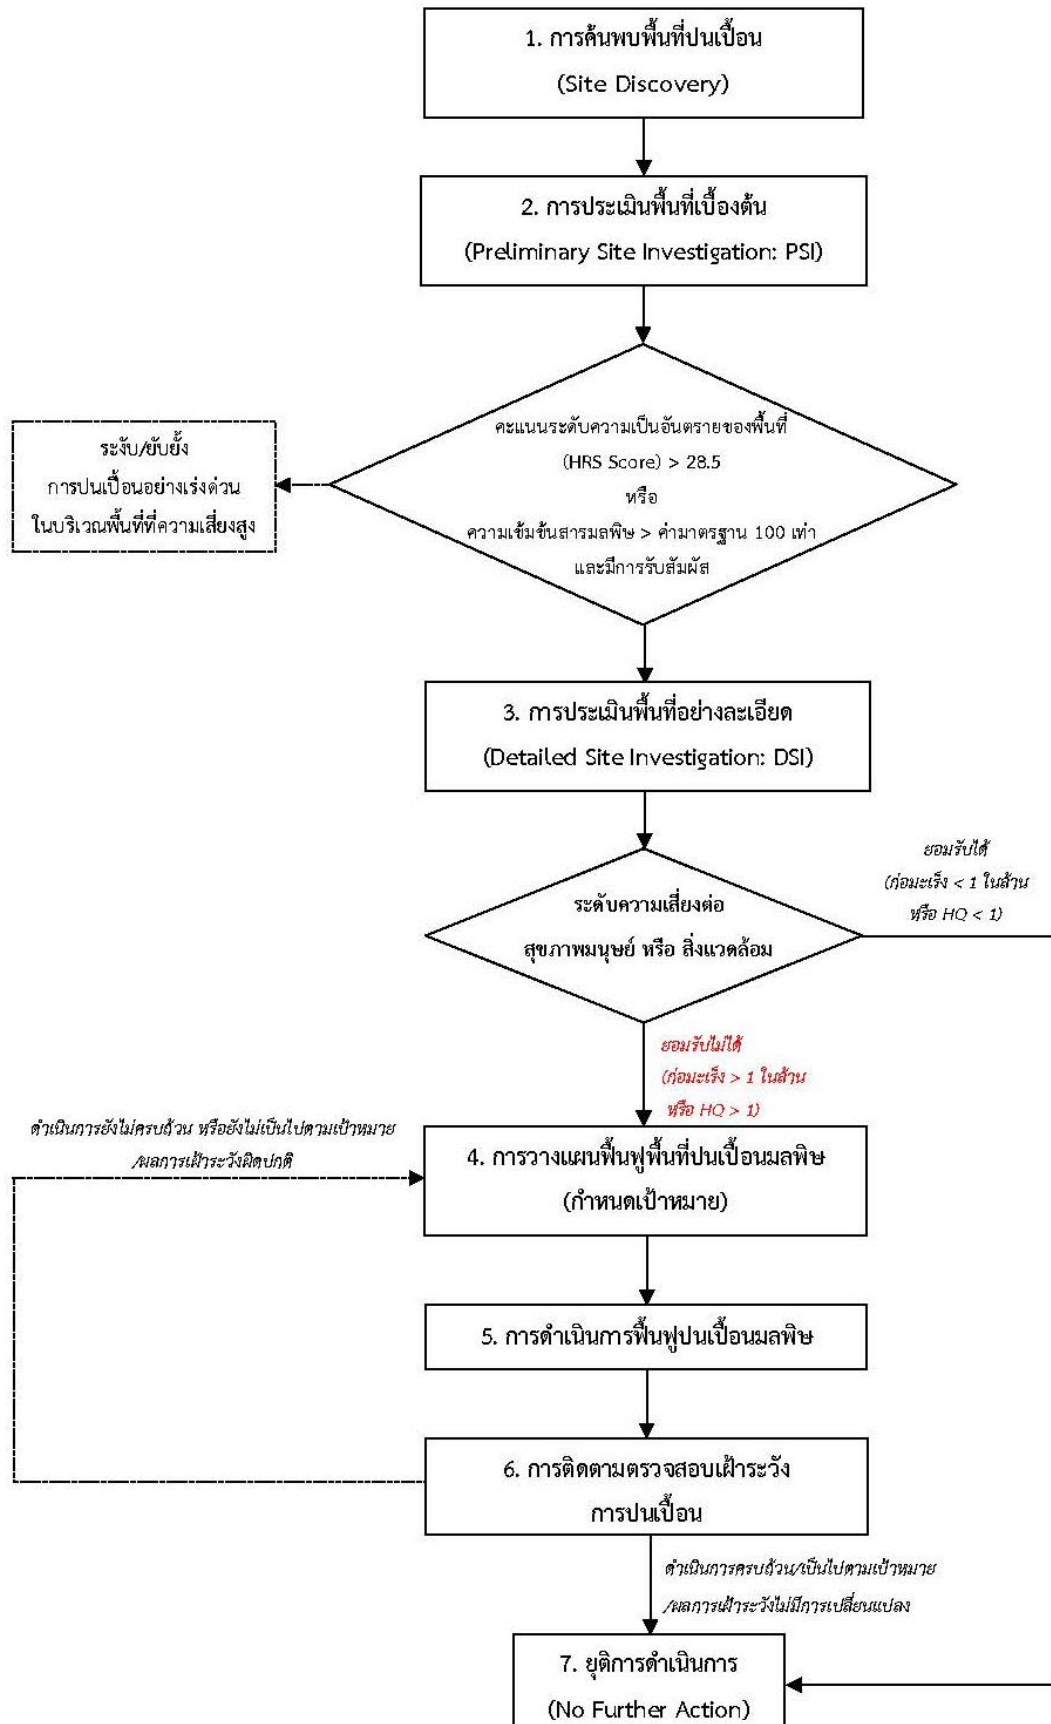 1. การค้นพบพื้นที่ปนเปื้อน
(Site Discovery)
2. การประเมินพื้นที่เบื้องต้น
(Preliminary Site Investigation: PSI)
คะแนนระดับความเป็นอันตรายของพื้นที่
(HRS Score) > 28.5
หรือ
ความเข้มข้นสารมลพิษ > ค่ามาตรฐาน 100 เท่า
และมีการรับสัมผัส
ระงับ/ยับยั้ง
การปนเปื้อนอย่างเร่งด่วน
ในบริเวณพื้นที่ที่ความเสี่ยงสูง
3. การประเมินพื้นที่อย่างละเอียด
(Detailed Site Investigation: DSI)
ระดับความเสี่ยงต่อ
สุขภาพมนุษย์ หรือ สิ่งแวดล้อม
ยอมรับได้
(ก่อมะเร็ง < 1 ในล้าน
หรือ HQ < 1)
ยอมรับไม่ได้
(ก่อมะเร็ง > 1 ในล้าน
หรือ HQ > 1)
ดำเนินการยังไม่ครบถ้วน หรือยังไม่เป็นไปตามเป้าหมาย
/ผลการเฝ้าระวังผิดปกติ
4. การวางแผนฟื้นฟูพื้นที่ปนเปื้อนมลพิษ
(กำหนดเป้าหมาย)
5. การดำเนินการฟื้นฟูปนเปื้อนมลพิษ
6. การติดตามตรวจสอบเฝ้าระวัง
การปนเปื้อน
ดำเนินการครบถ้วน/เป็นไปตามเป้าหมาย
/ผลการเฝ้าระวังไม่มีการเปลี่ยนแปลง
7. ยุติการดำเนินการ
(No Further Action)